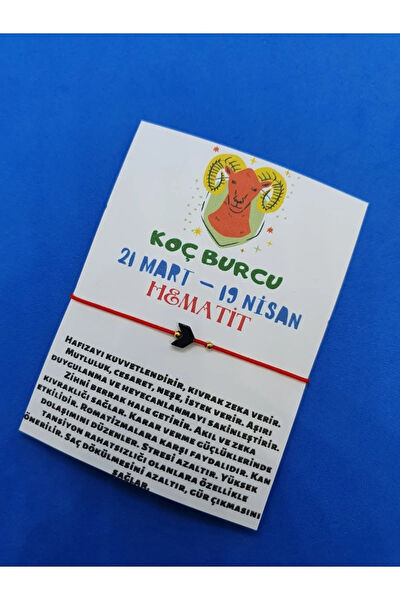 KOÇ BURCU
21 MART – 19 NİSAN
HEMATİT
HAFIZAYI KUVVETLENDİRİR, KIVRAK ZEKA VERİR.
MUTLULUK, CESARET, NEŞE, İSTEK VERİR. AŞIRI
DUYGULANMA VE HEYECANLANMAYI SAKİNLEŞTİRİR.
ZİHNİ BERRAK HALE GETİRİR. AKIL VE ZEKA
KIVRAKLIĞI SAĞLAR. KARAR VERME GÜÇLÜKLERİNDE
ETKİLİDİR. ROMATİZMALARA KARŞI FAYDALIDIR. KAN
DOLAŞIMINI DÜZENLER. STRESİ AZALTIR. YÜKSEK
TANSİYON RAHATSIZLIĞI OLANLARA ÖZELLİKLE
ÖNERİLİR. SAÇ DÖKÜLMESİNİ AZALTIR, GÜR ÇIKMASINI
SAĞLAR.